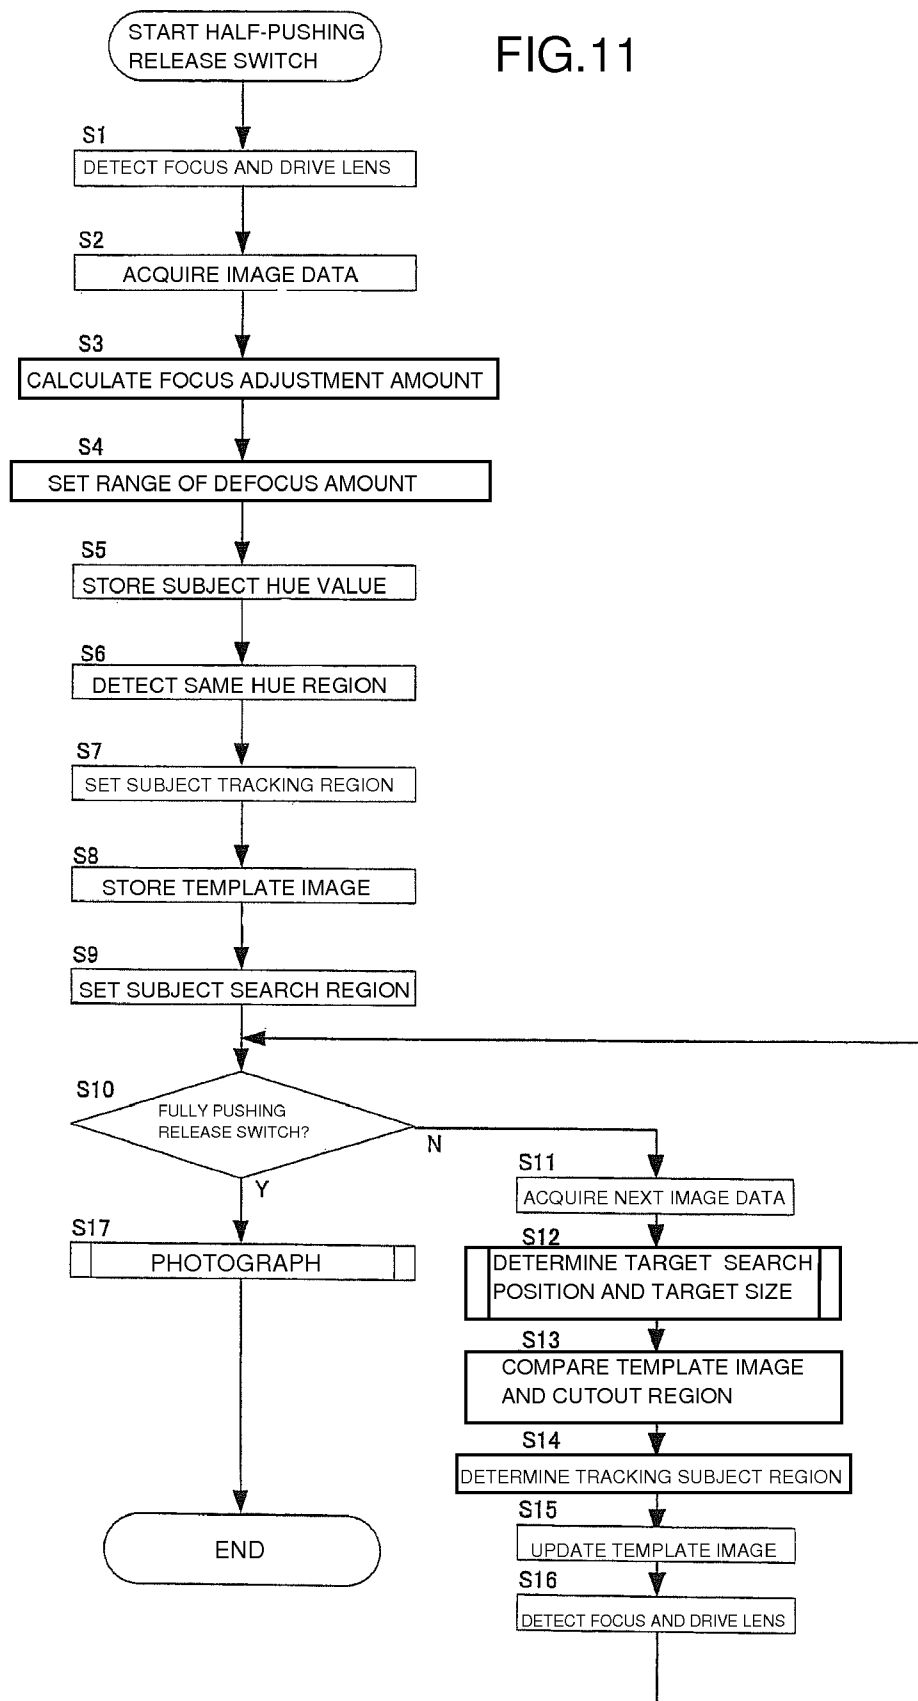 START HALF-PUSHING
RELEASE SWITCH
FIG.11
S1
DETECT FOCUS AND DRIVE LENS
S2
ACQUIRE IMAGE DATA
S3
CALCULATE FOCUS ADJUSTMENT AMOUNT
S4
SET RANGE OF DEFOCUS AMOUNT
S5
STORE SUBJECT HUE VALUE
S6
DETECT SAME HUE REGION
S7
SET SUBJECT TRACKING REGION
S8
STORE TEMPLATE IMAGE
S9
SET SUBJECT SEARCH REGION
S10
FULLY PUSHING
RELEASE SWITCH?
N
Y
S11
ACQUIRE NEXT IMAGE DATA
S12
DETERMINE TARGET SEARCH
POSITION AND TARGET SIZE
S13
COMPARE TEMPLATE IMAGE
AND CUTOUT REGION
S14
DETERMINE TRACKING SUBJECT REGION
S15
UPDATE TEMPLATE IMAGE
S16
DETECT FOCUS AND DRIVE LENS
S17
PHOTOGRAPH
END